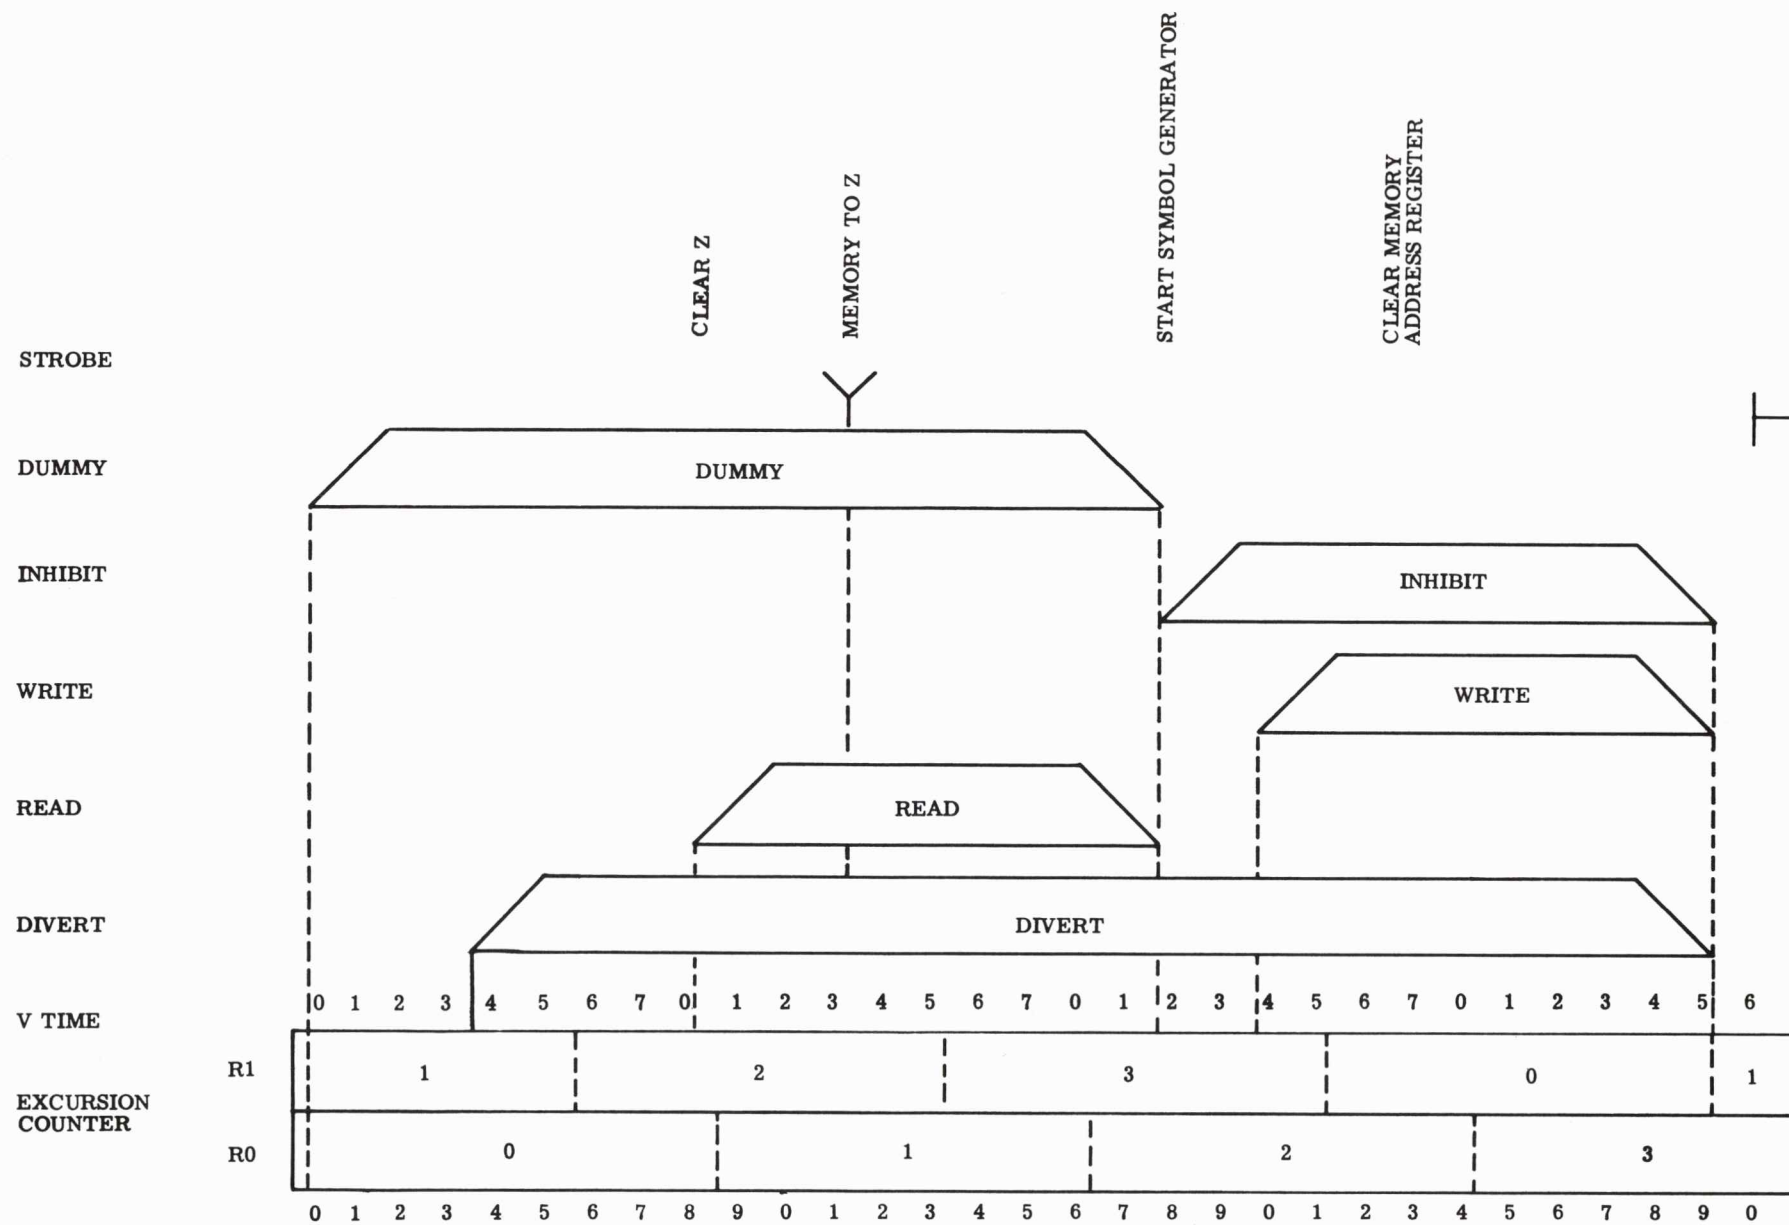 CLEAR Z
MEMORY TO Z
START SYMBOL GENERATOR
CLEAR MEMORY
ADDRESS REGISTER
STROBE
DUMMY
DUMMY
INHIBIT
INHIBIT
WRITE
WRITE
READ
READ
DIVERT
DIVERT
V TIME
0 1 2 3 4 5 6 7 0 1 2 3 4 5 6 7 0 1 2 3 4 5 6 7 0 1 2 3 4 5 6
EXCURSION
COUNTER
R1
1 2 3 0 1
R0
0 1 2 3
0 1 2 3 4 5 6 7 8 9 0 1 2 3 4 5 6 7 8 9 0 1 2 3 4 5 6 7 8 9 0